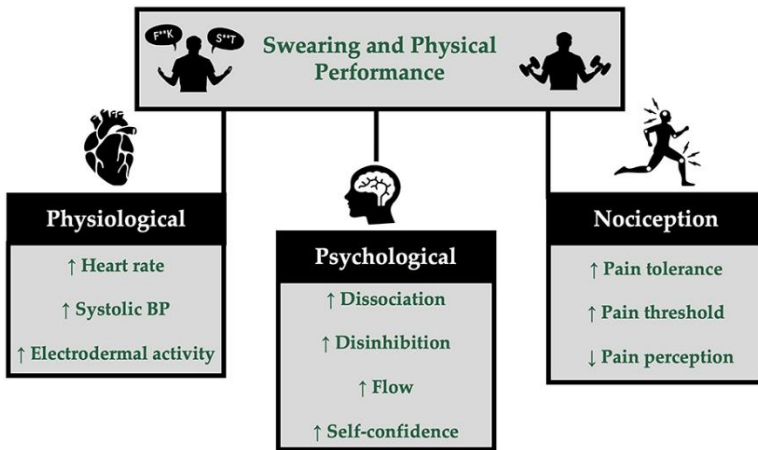 F**K
S**T
Swearing and Physical
Performance
Physiological
↑ Heart rate
↑ Systolic BP
↑ Electrodermal activity
Psychological
↑ Dissociation
↑ Disinhibition
↑ Flow
↑ Self-confidence
Nociception
↑ Pain tolerance
↑ Pain threshold
↓ Pain perception